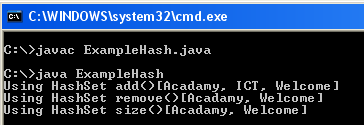 C:\WINDOWS\system32\cmd.exe
C:\>javac ExampleHash.java
C:\>java ExampleHash
Using HashSet add()[Acadamy, ICT, Welcome]
Using HashSet remove()[Acadamy, Welcome]
Using HashSet size()[Acadamy, Welcome]